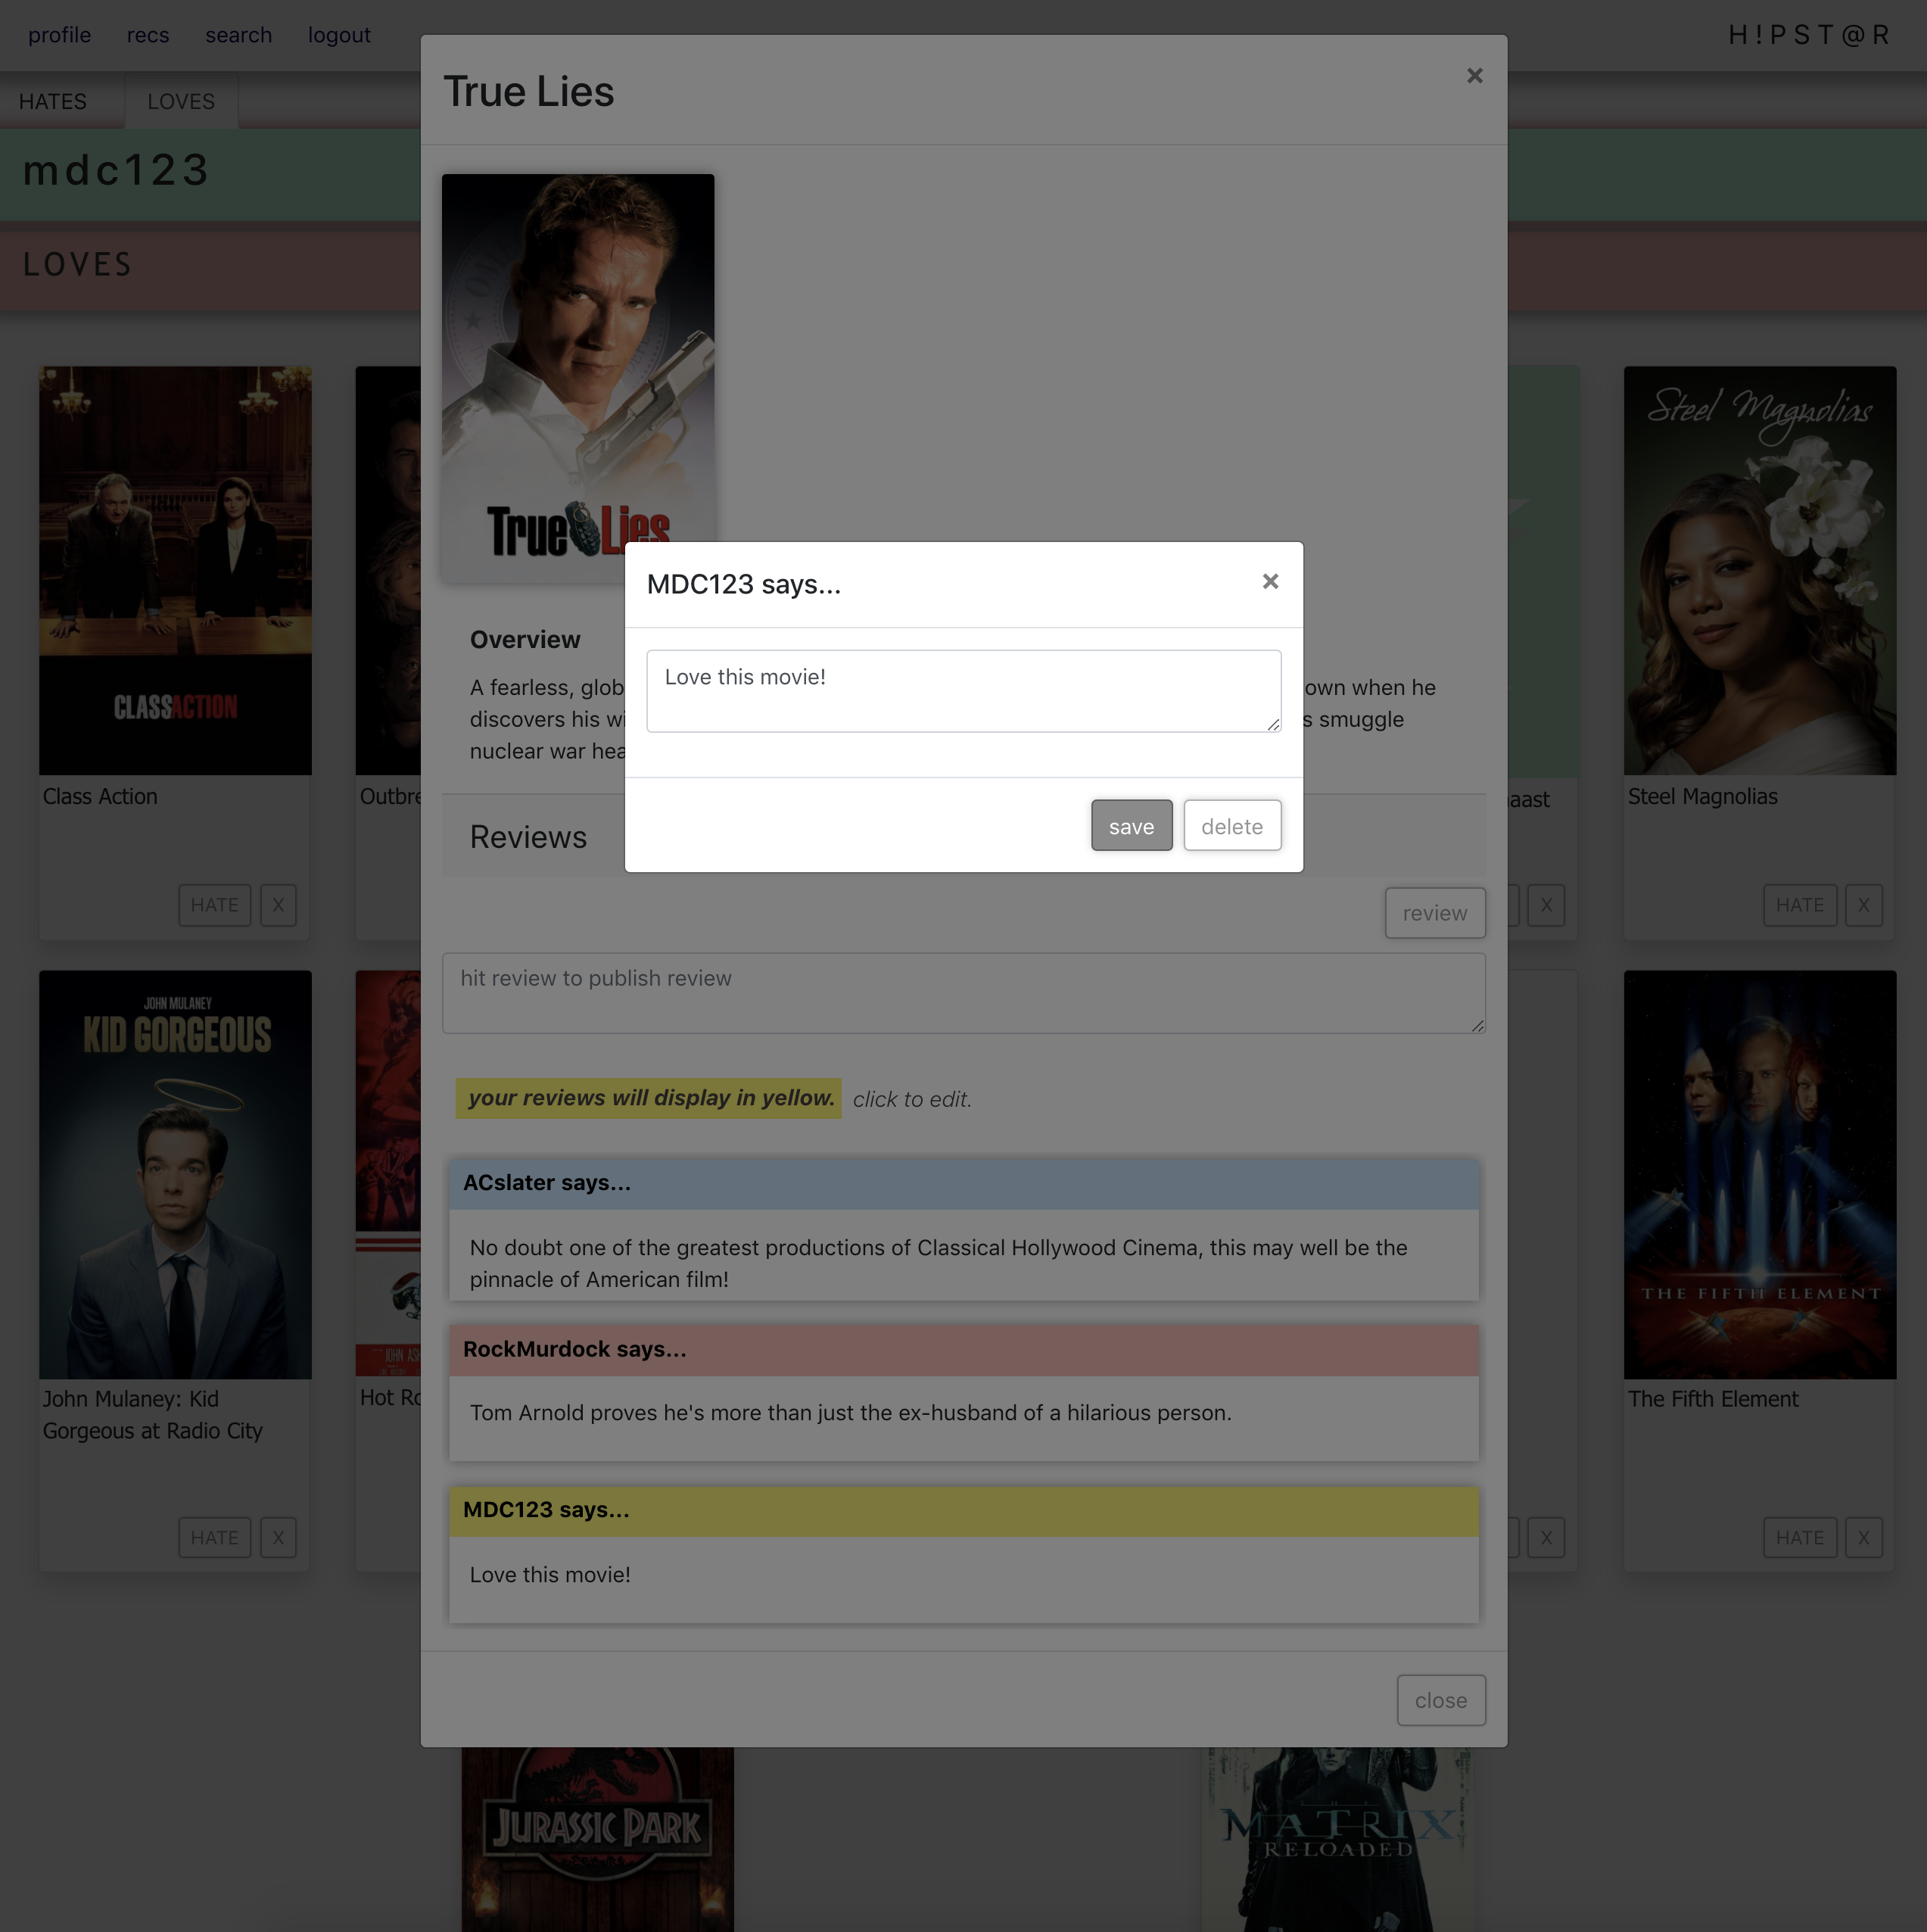 profile recs search logout
H!PST@R
HATES LOVES
mdc123
LOVES
True Lies
×
True Lies
MDC123 says...
×
Love this movie!
save delete
Overview
A fearless, glob
own when he
discovers his wi
s smuggle
nuclear war hea
Reviews
review
hit review to publish review
your reviews will display in yellow. click to edit.
ACslater says...
No doubt one of the greatest productions of Classical Hollywood Cinema, this may well be the
pinnacle of American film!
RockMurdock says...
Tom Arnold proves he's more than just the ex-husband of a hilarious person.
MDC123 says...
Love this movie!
close
CLASS ACTION
Class Action
HATE X
Outbre
aast
X
Steel Magnolias
Steel Magnolias
HATE X
JOHN MULANEY
KID GORGEOUS
John Mulaney: Kid
Gorgeous at Radio City
HATE X
JOHN ASH
Hot Ro
X
THE FIFTH ELEMENT
The Fifth Element
HATE X
JURASSIC PARK
MATRIX
RELOADED